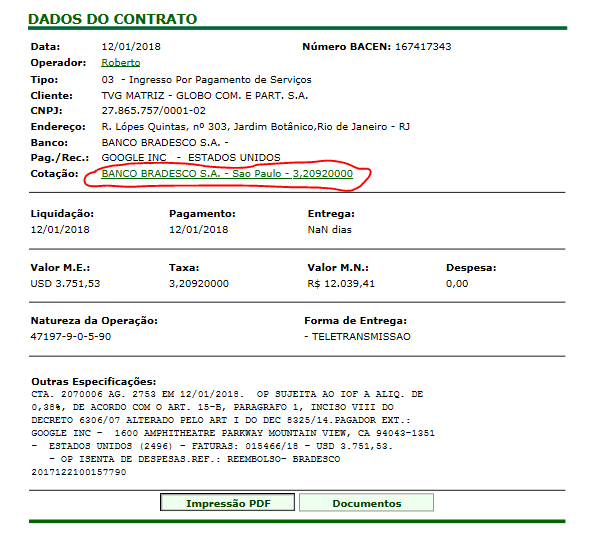 DADOS DO CONTRATO
Data: 12/01/2018 Número BACEN: 167417343
Operador: Roberto
Tipo: 03 - Ingresso Por Pagamento de Serviços
Cliente: TVG MATRIZ - GLOBO COM. E PART. S.A.
CNPJ: 27.865.757/0001-02
Endereço: R. Lópes Quintas, nº 303, Jardim Botânico,Rio de Janeiro - RJ
Banco: BANCO BRADESCO S.A. -
Pag./Rec.: GOOGLE INC - ESTADOS UNIDOS
Cotação: BANCO BRADESCO S.A. - Sao Paulo - 3,20920000
Liquidação: Pagamento: Entrega:
12/01/2018 12/01/2018 NaN dias
Valor M.E.: Taxa: Valor M.N.: Despesa:
USD 3.751,53 3,20920000 R$ 12.039,41 0,00
Natureza da Operação: Forma de Entrega:
47197-9-0-5-90 - TELETRANSMISSAO
Outras Especificações:
CTA. 2070006 AG. 2753 EM 12/01/2018. OP SUJEITA AO IOF A ALIQ. DE
0,38%, DE ACORDO COM O ART. 15-B, PARAGRAFO 1, INCISO VIII DO
DECRETO 6306/07 ALTERADO PELO ART I DO DEC 8325/14.PAGADOR EXT.:
GOOGLE INC - 1600 AMPHITHEATRE PARKWAY MOUNTAIN VIEW, CA 94043-1351
- ESTADOS UNIDOS (2496) - FATURAS: 015466/18 - USD 3.751,53.
- OP ISENTA DE DESPESAS.REF.: REEMBOLSO- BRADESCO
2017122100157790
Impressão PDF Documentos